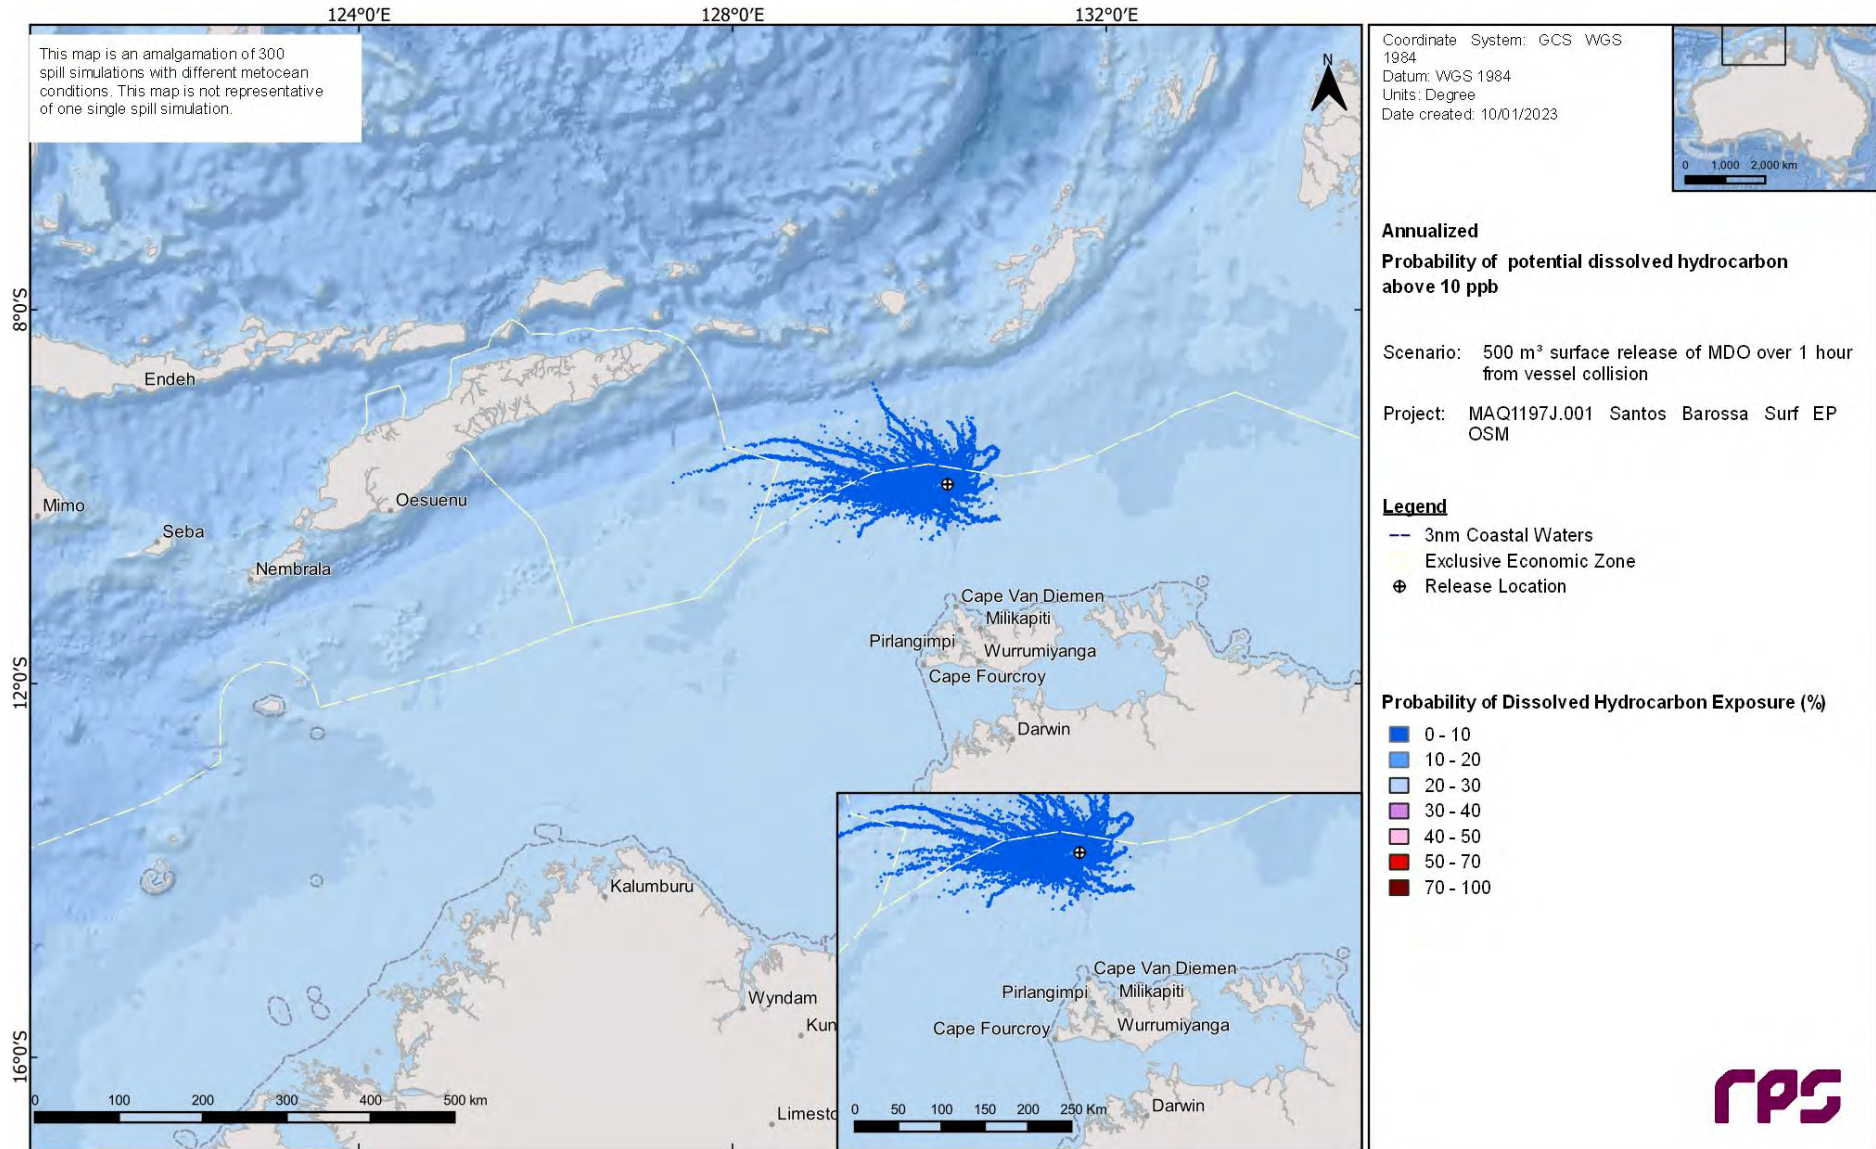 124°0'E 128°0'E 132°0'E
This map is an amalgamation of 300
spill simulations with different metocean
conditions. This map is not representative
of one single spill simulation.
N
8°0'S
12°0'S
16°0'S
Endeh
Mimo
Seba
Oesuenu
Nembrala
Cape Van Diemen
Milikapiti
Pirlangimpi
Wurrumiyanga
Cape Fourcroy
Darwin
Kalumburu
Wyndam
Kun
Limesto
0 100 200 300 400 500 km
Cape Van Diemen
Pirlangimpi
Milikapiti
Cape Fourcroy
Wurrumiyanga
Darwin
0 50 100 150 200 250 Km
Coordinate System: GCS WGS
1984
Datum: WGS 1984
Units: Degree
Date created: 10/01/2023
0 1,000 2,000 km
Annualized
Probability of potential dissolved hydrocarbon
above 10 ppb
Scenario: 500 m³ surface release of MDO over 1 hour
from vessel collision
Project: MAQ1197J.001 Santos Barossa Surf EP
OSM
Legend
3nm Coastal Waters
Exclusive Economic Zone
Release Location
Probability of Dissolved Hydrocarbon Exposure (%)
0 - 10
10 - 20
20 - 30
30 - 40
40 - 50
50 - 70
70 - 100
rps